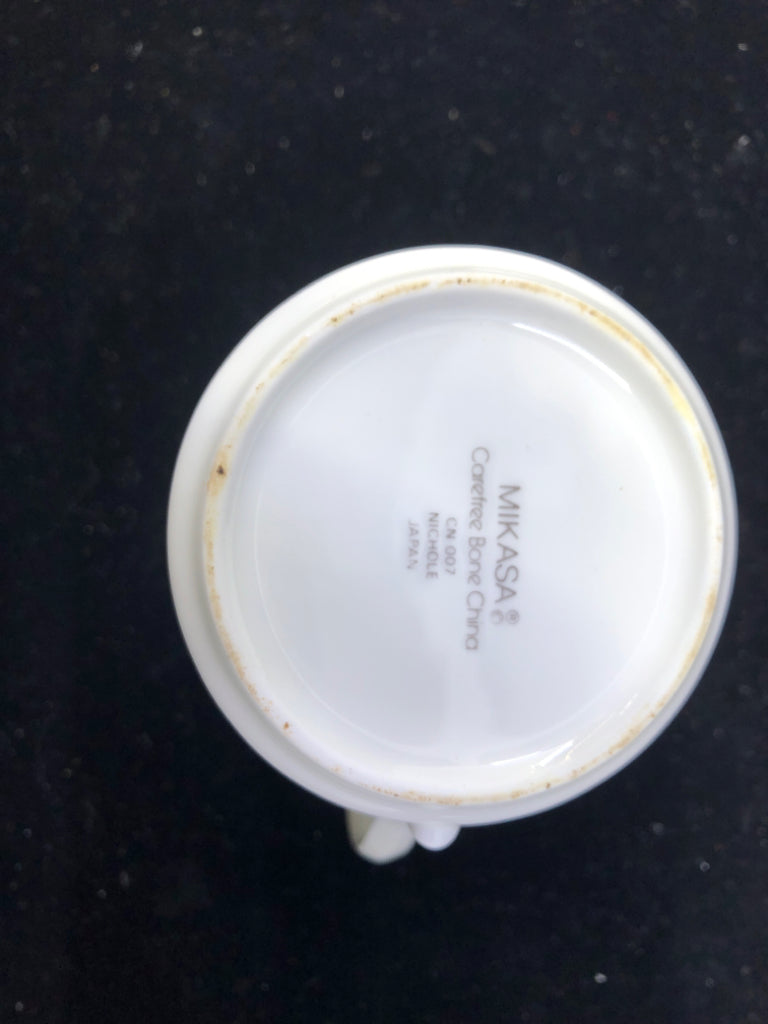 MIKASA®©
Carefree Bone China
CN 007
NICHOLE
JAPAN